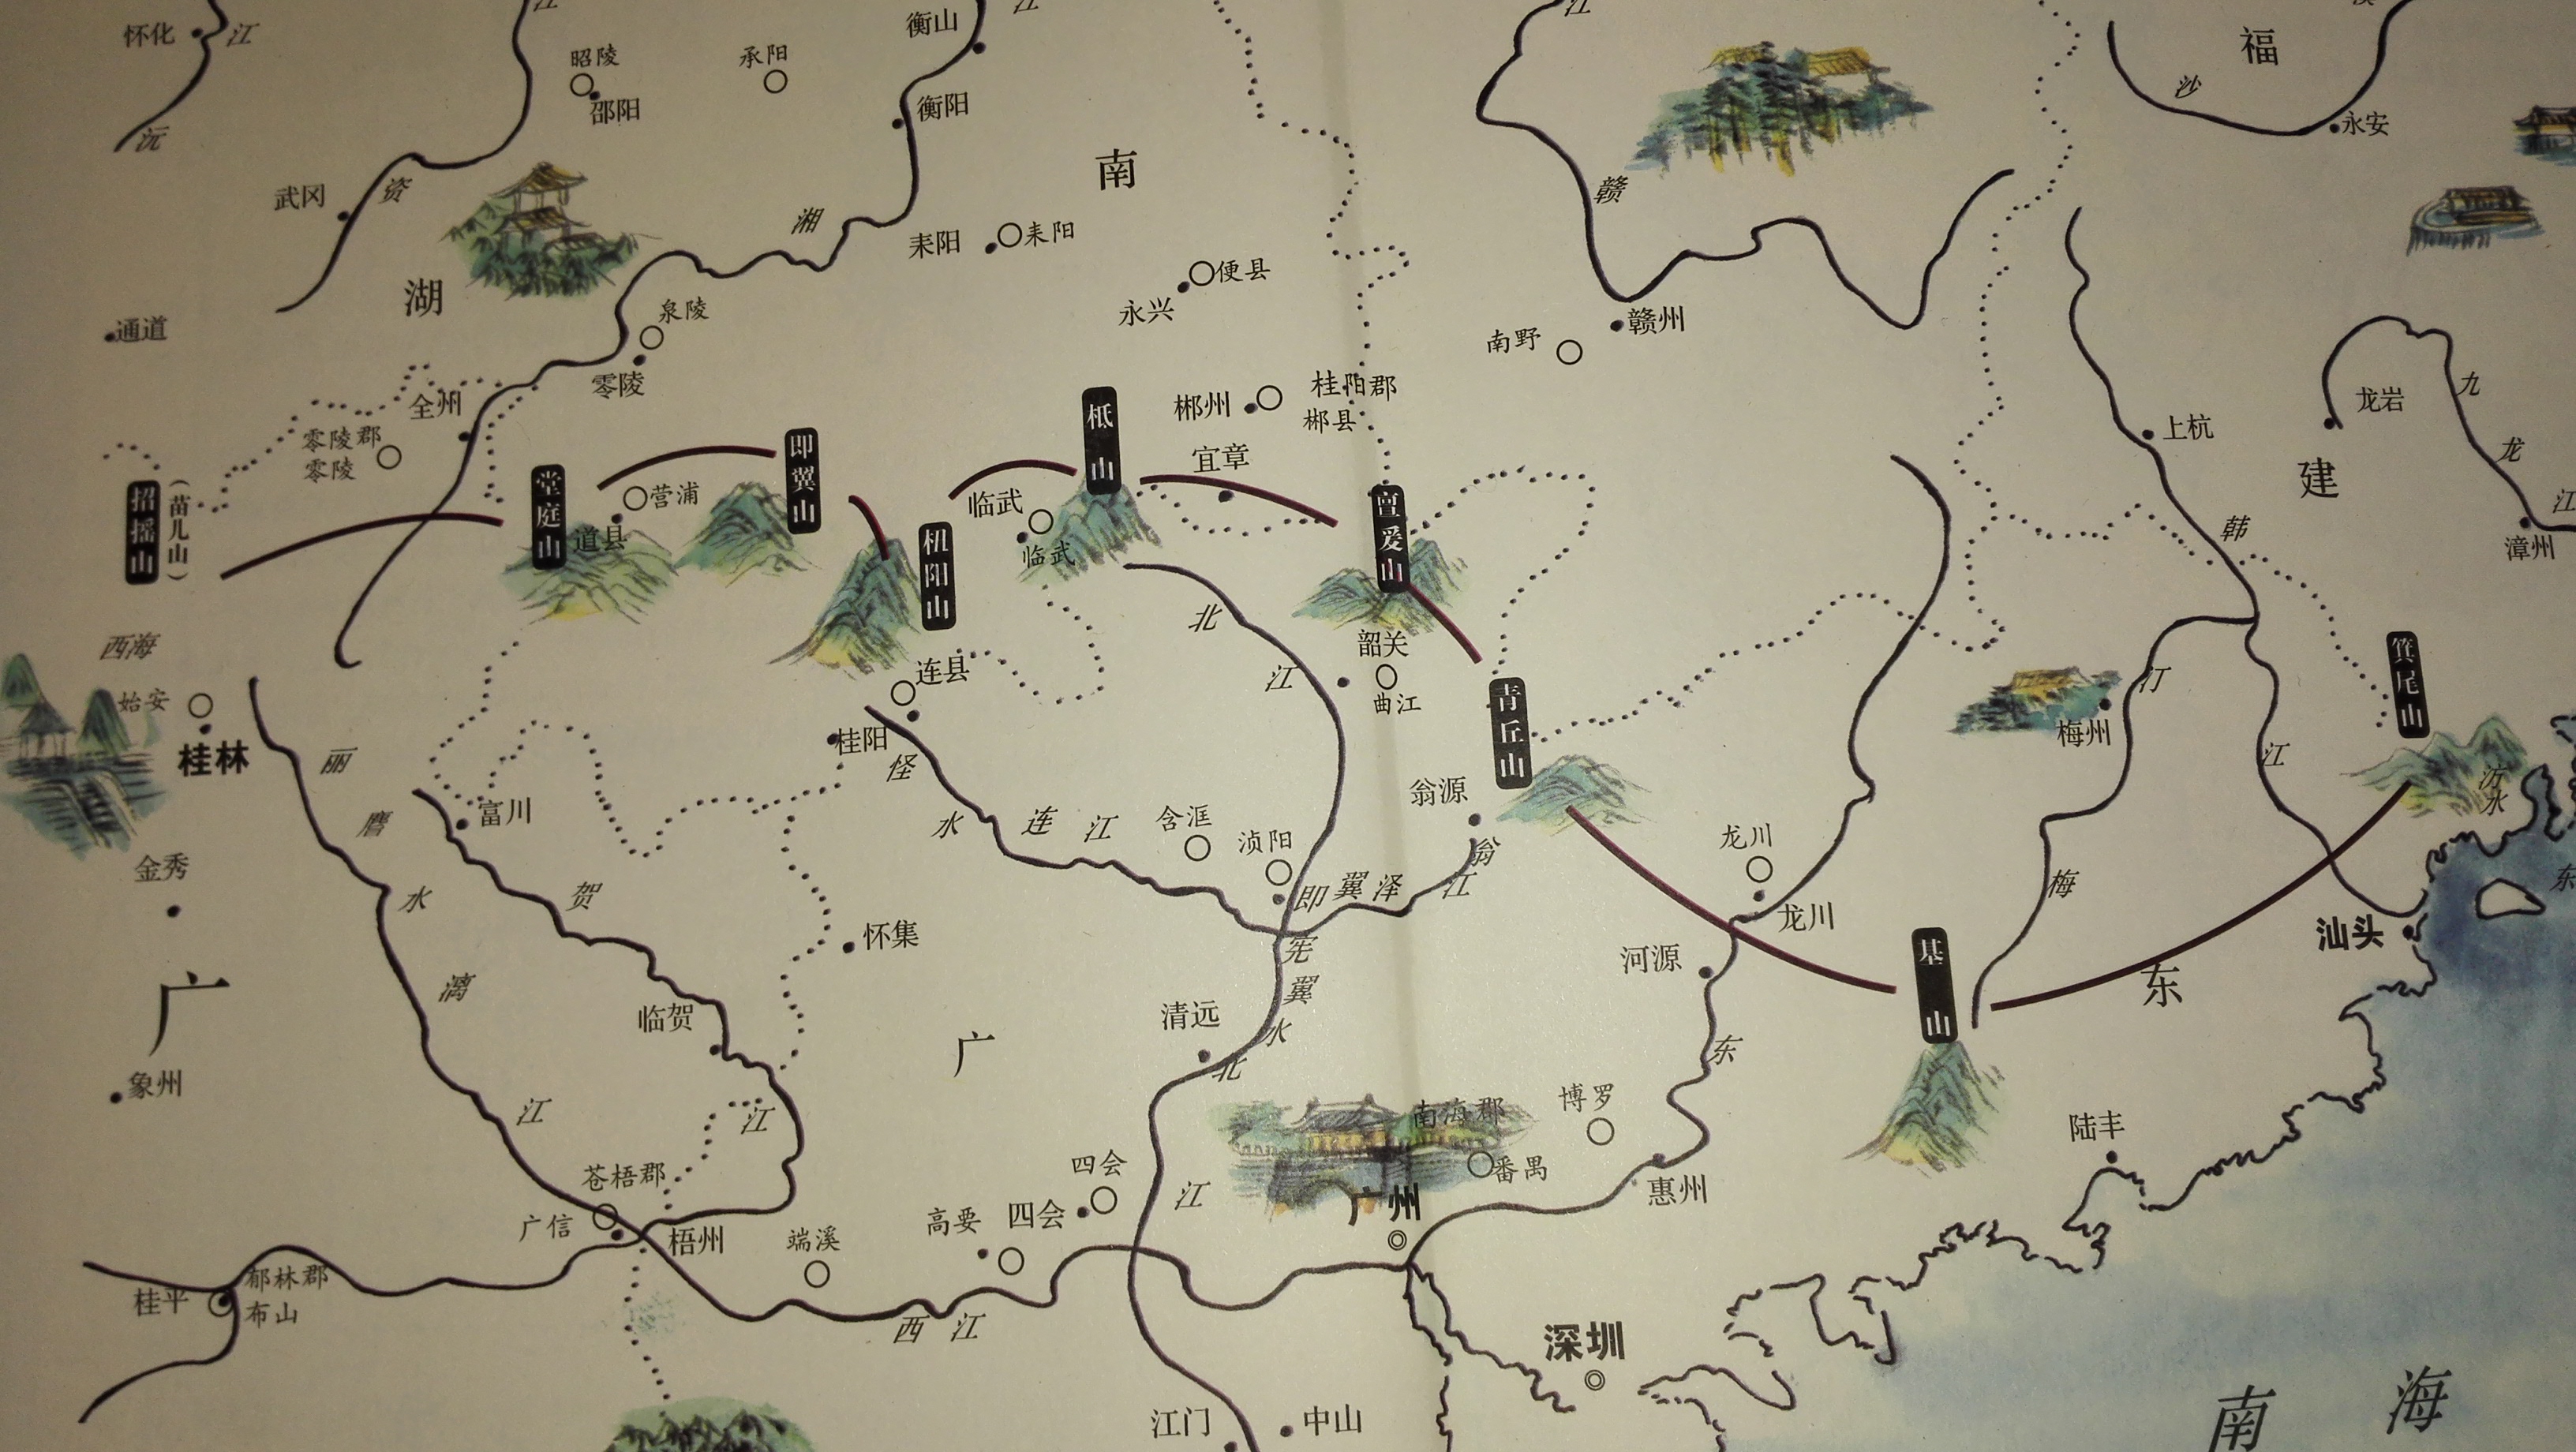 怀化
江
昭陵
邵阳
承阳
衡山
衡阳
沅
武冈
资
湘
南
耒阳
耒阳
便县
永兴
赣
赣州
南野
福
沙
永安
湖
通道
泉陵
零陵
全州
零陵郡
零陵
郴州
桂阳郡
郴县
宜章
上杭
龙岩
九
龙
江
建
漳州
韩
招摇山
(苗儿山)
堂庭山
营浦
道县
即翼山
杻阳山
临武
临武
柢山
亶爰山
韶关
曲江
北
江
青丘山
箕尾山
汸水
西海
始安
桂林
丽
麐
水
漓
江
连县
桂阳
怪
水
连
江
含洭
浈阳
即翼泽
翁源
翁
江
梅州
汀
江
梅
富川
贺
江
金秀
怀集
龙川
龙川
河源
基山
汕头
东
东
广
临贺
广
清远
宪
翼
水
北
江
东
象州
南海郡
番禺
博罗
陆丰
苍梧郡
广信
梧州
端溪
高要
四会
四会
广州
惠州
桂平
郁林郡
布山
西江
深圳
江门
中山
南海